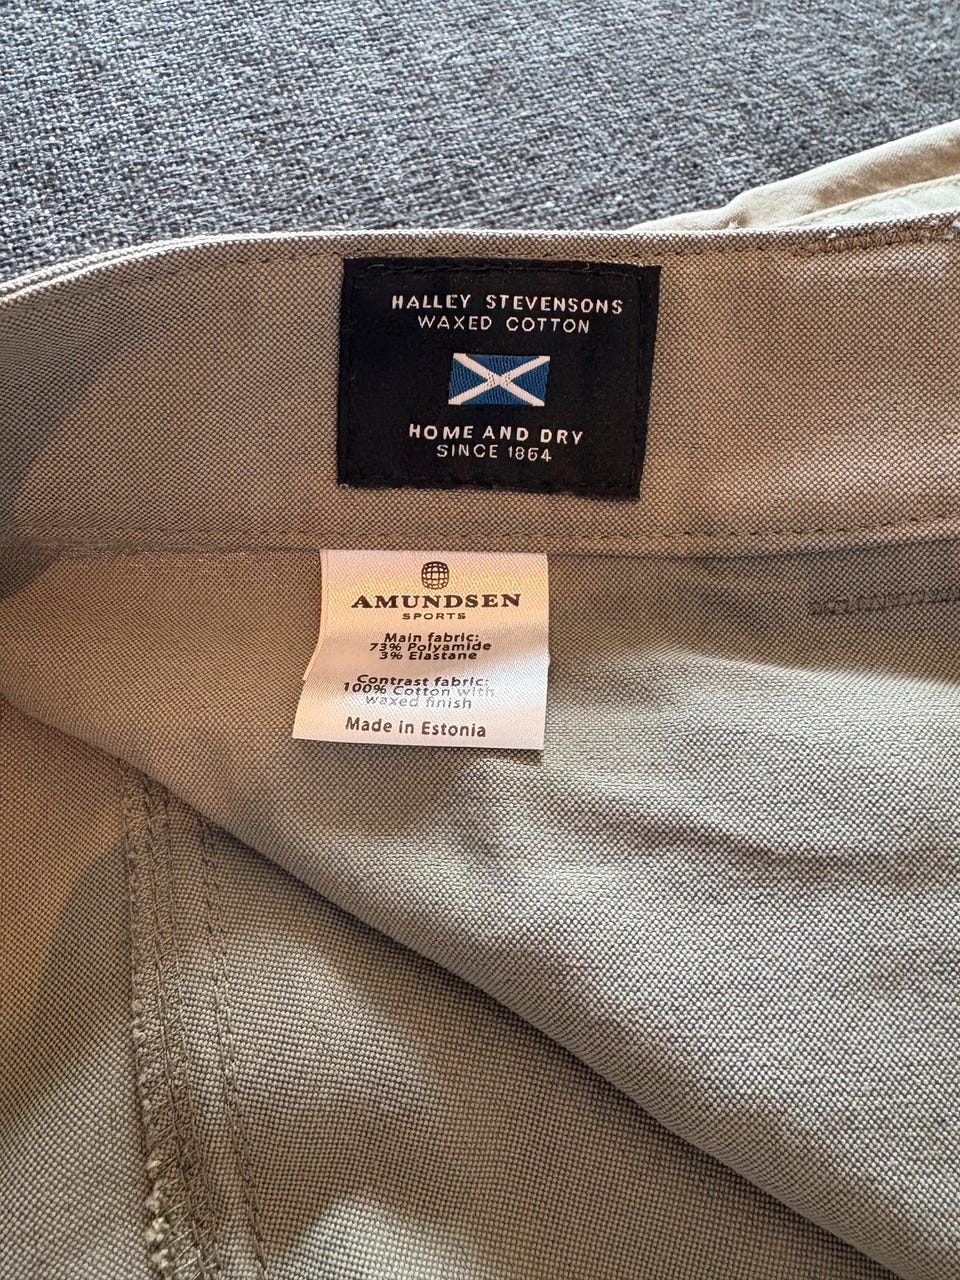 HALLEY STEVENSONS
WAXED COTTON
HOME AND DRY
SINCE 1864
AMUNDSEN
SPORTS
Main fabric:
73% Polyamide
3% Elastane
Contrast fabric:
100% Cotton with
waxed finish
Made in Estonia